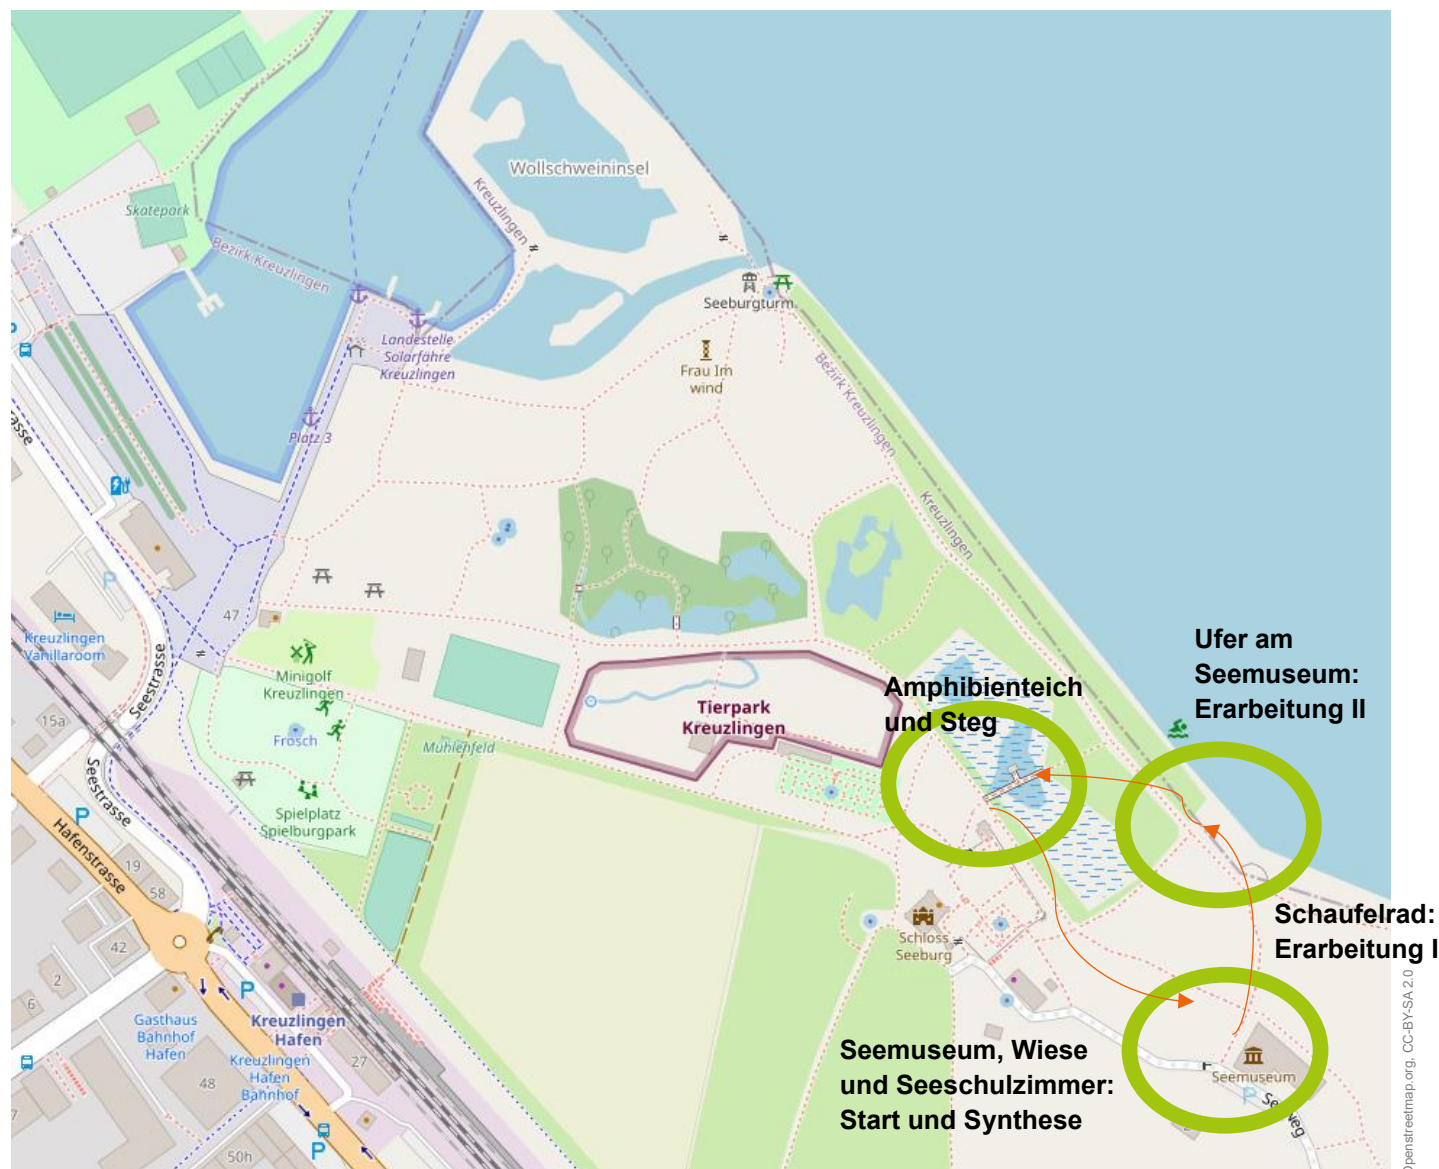 Wollschweininsel
Kreuzlingen
Skatepark
Bezirk Kreuzlingen
Seeburgturm
Landestelle
Solarfähre
Kreuzlingen
Frau Im
wind
Bezirk Kreuzlingen
Platz 3
Kreuzlingen
P
47
Kreuzlingen
Vanillaroom
Seestrasse
Minigolf
Kreuzlingen
Ufer am
Seemuseum:
Erarbeitung II
Amphibienteich
und Steg
Tierpark
Kreuzlingen
15a
Frosch
Mühlenfeld
Seestrasse
Spielplatz
Spielburgpark
P
Hafenstrasse
19
58
Schaufelrad:
Erarbeitung I
Schloss
Seeburg
42
2
6
P
Gasthaus
Bahnhof
Hafen
Kreuzlingen
Hafen
27
Kreuzlingen
Hafen
Bahnhof
48
Seemuseum, Wiese
und Seeschulzimmer:
Start und Synthese
Seemuseum
P
Seeweg
50h
P
Openstreetmap.org, CC-BY-SA 2.0